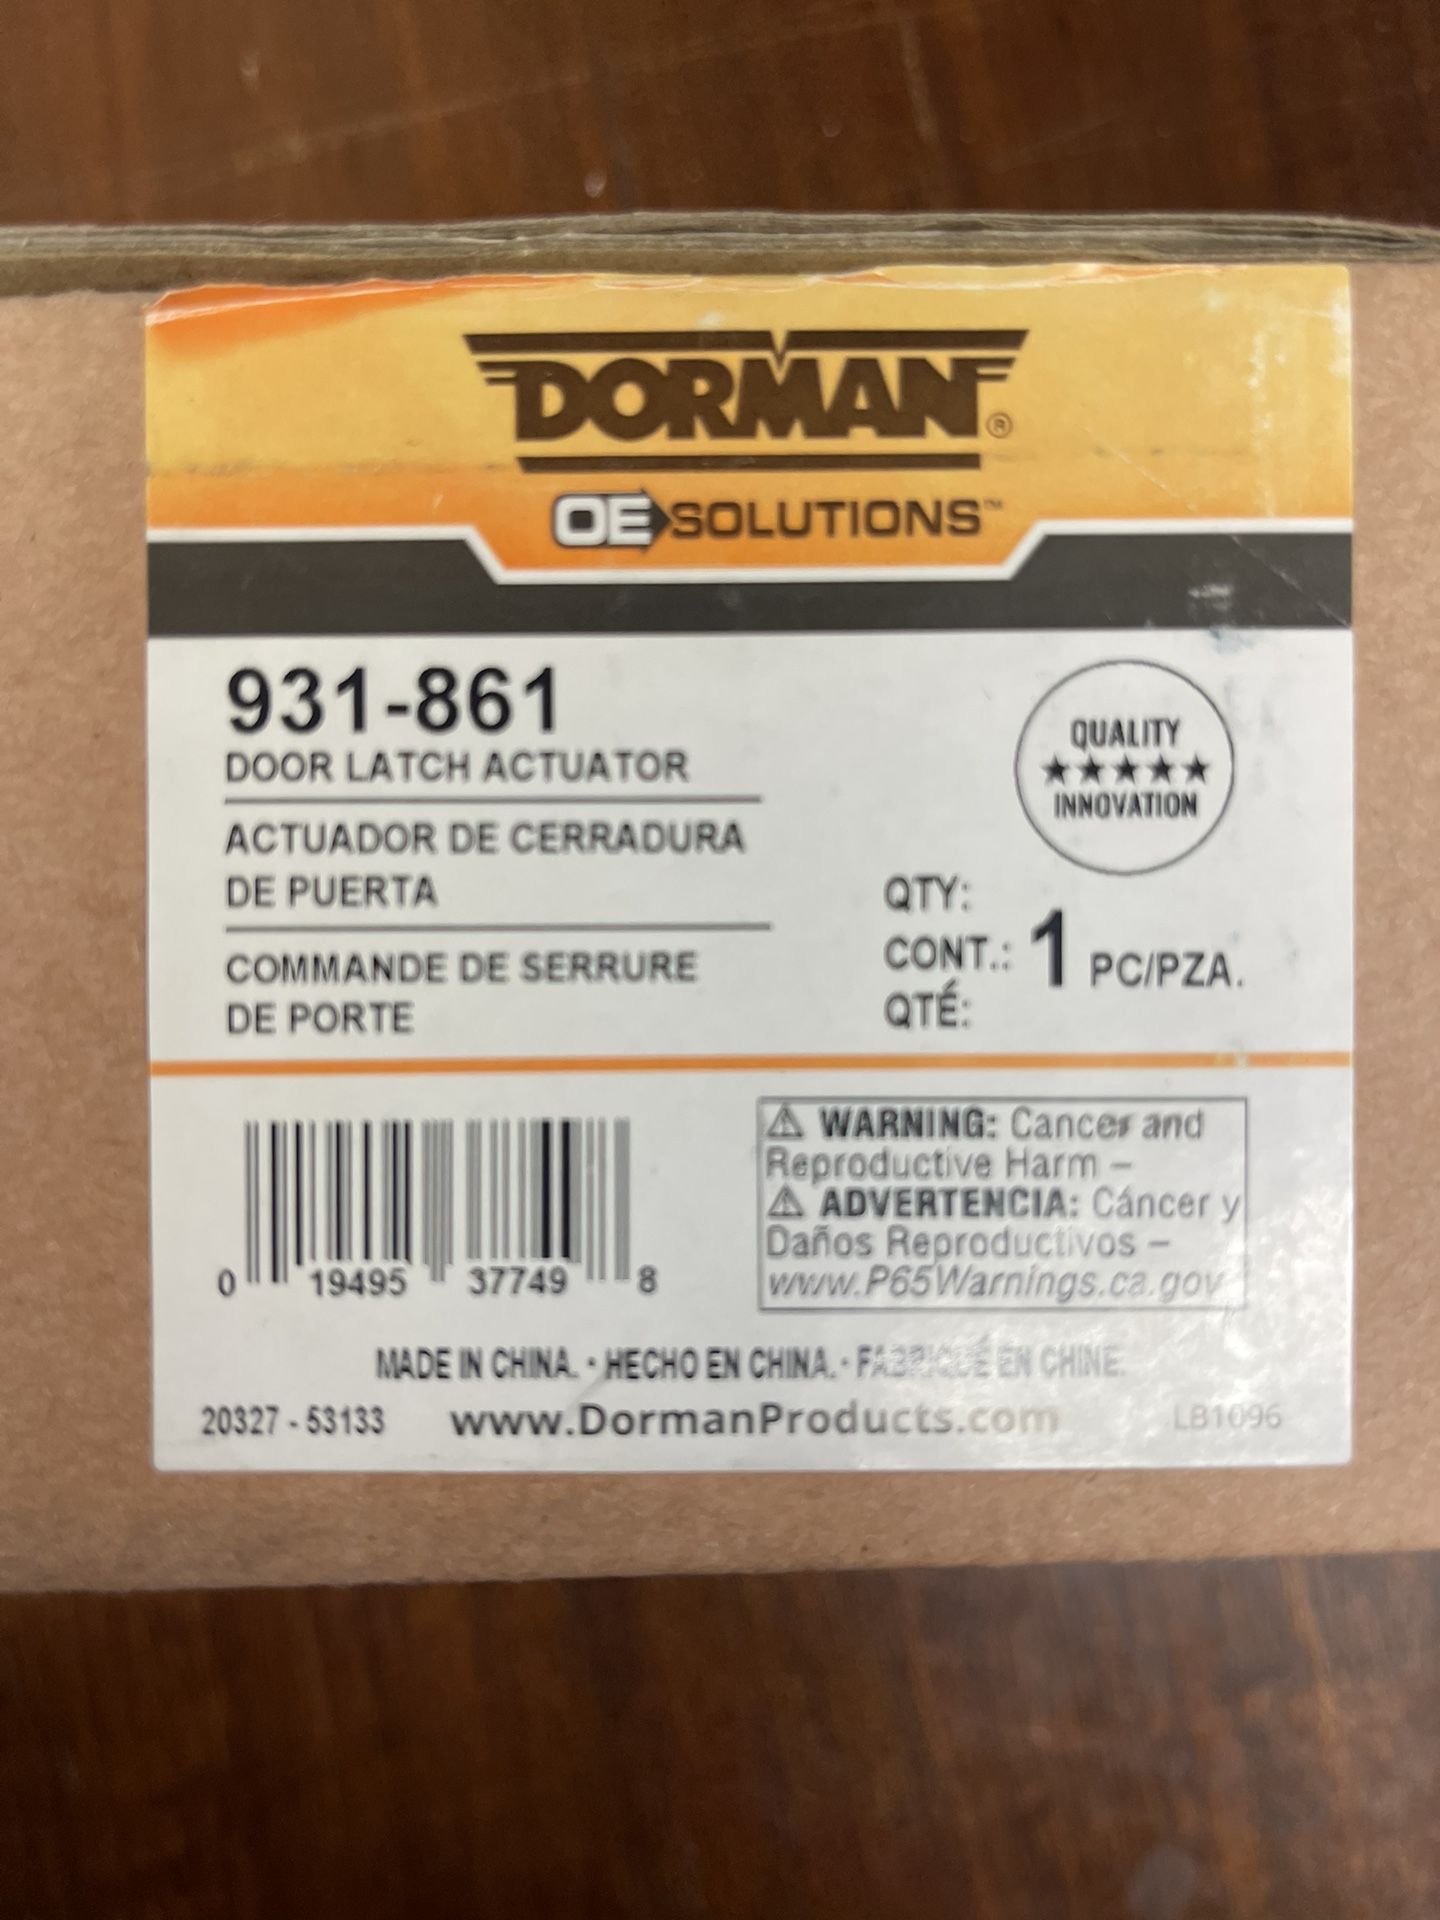 DORMAN®
OE SOLUTIONS™
931-861
DOOR LATCH ACTUATOR
ACTUADOR DE CERRADURA
DE PUERTA
COMMANDE DE SERRURE
DE PORTE
QUALITY
★★★★★
INNOVATION
QTY:
CONT.: 1 PC/PZA.
QTÉ:
0 19495 37749 8
⚠ WARNING: Cancer and
Reproductive Harm –
⚠ ADVERTENCIA: Cáncer y
Daños Reproductivos –
www.P65Warnings.ca.gov
MADE IN CHINA. · HECHO EN CHINA. · FABRIQUÉ EN CHINE.
20327 - 53133 www.DormanProducts.com LB1096